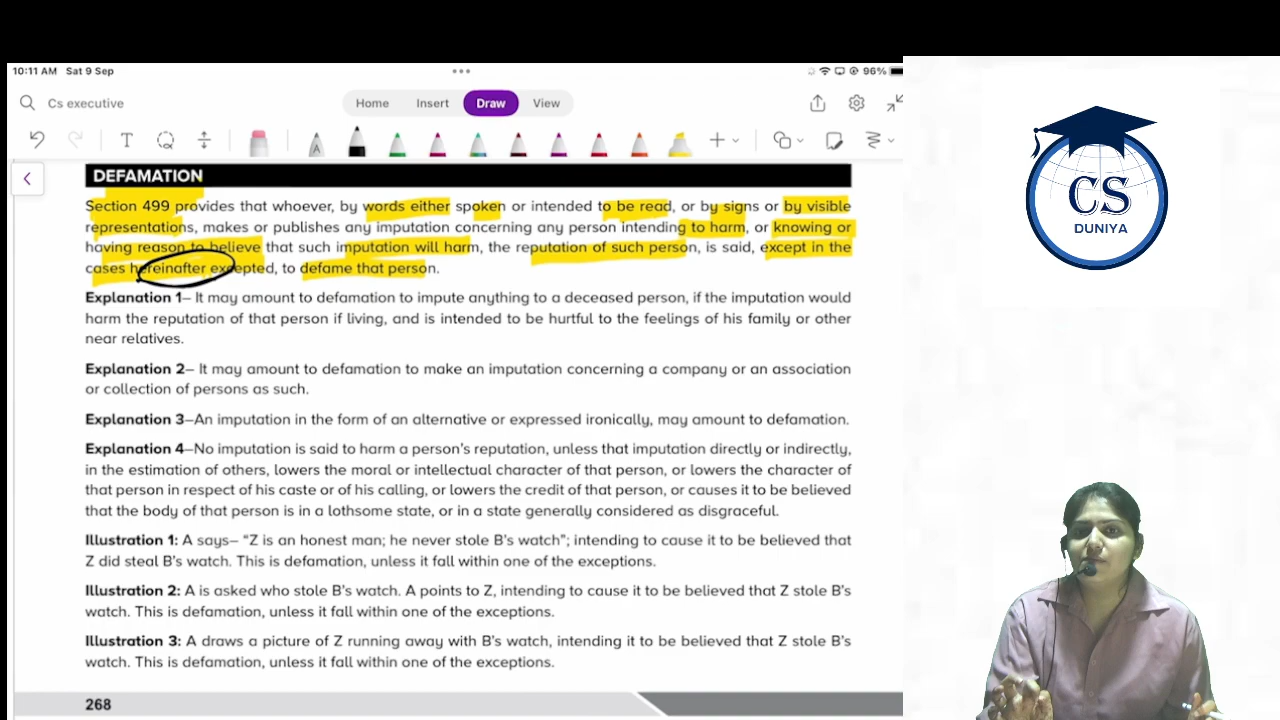 10:11 AM Sat 9 Sep
96%
Cs executive
Home Insert Draw View
T
A
DEFAMATION
Section 499 provides that whoever, by words either spoken or intended to be read, or by signs or by visible
representations, makes or publishes any imputation concerning any person intending to harm, or knowing or
having reason to believe that such imputation will harm, the reputation of such person, is said, except in the
cases hereinafter excepted, to defame that person.
Explanation 1– It may amount to defamation to impute anything to a deceased person, if the imputation would
harm the reputation of that person if living, and is intended to be hurtful to the feelings of his family or other
near relatives.
Explanation 2– It may amount to defamation to make an imputation concerning a company or an association
or collection of persons as such.
Explanation 3–An imputation in the form of an alternative or expressed ironically, may amount to defamation.
Explanation 4–No imputation is said to harm a person's reputation, unless that imputation directly or indirectly,
in the estimation of others, lowers the moral or intellectual character of that person, or lowers the character of
that person in respect of his caste or of his calling, or lowers the credit of that person, or causes it to be believed
that the body of that person is in a lothsome state, or in a state generally considered as disgraceful.
Illustration 1: A says– "Z is an honest man; he never stole B's watch"; intending to cause it to be believed that
Z did steal B's watch. This is defamation, unless it fall within one of the exceptions.
Illustration 2: A is asked who stole B's watch. A points to Z, intending to cause it to be believed that Z stole B's
watch. This is defamation, unless it fall within one of the exceptions.
Illustration 3: A draws a picture of Z running away with B's watch, intending it to be believed that Z stole B's
watch. This is defamation, unless it fall within one of the exceptions.
268
CS
DUNIYA